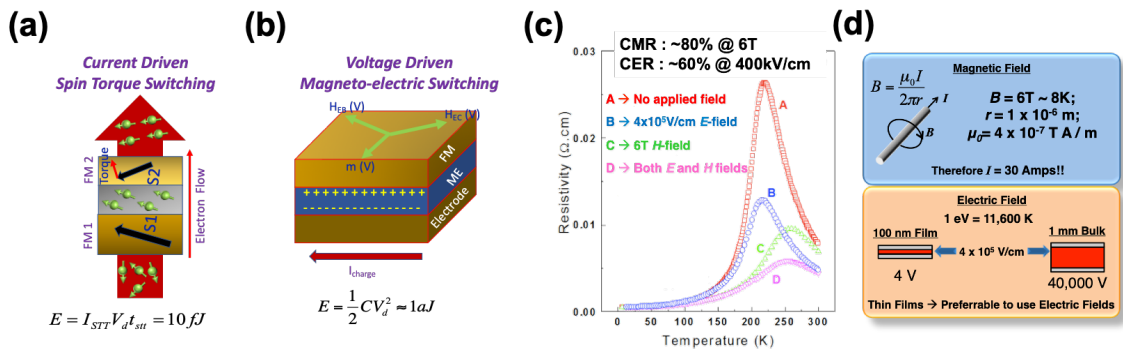 (a)
Current Driven
Spin Torque Switching
FM 2
Torque
S2
FM 1
S1
Electron Flow
E = I_STT V_d t_stt = 10 fJ
(b)
Voltage Driven
Magneto-electric Switching
H_EB (V)
H_EC (V)
m (V)
FM
ME
Electrode
+ + + + + + + + + + + + +
I_charge
E = 1/2 CV_d^2 ≈ 1aJ
(c)
CMR : ~80% @ 6T
CER : ~60% @ 400kV/cm
A → No applied field
B → 4x10^5V/cm E-field
C → 6T H-field
D → Both E and H fields
A
B
C
D
Resistivity (Ω.cm)
0.03
0.02
0.01
0.00
0 50 100 150 200 250 300
Temperature (K)
(d)
Magnetic Field
B = μ_0 I / 2πr
I
B
B = 6T ~ 8K;
r = 1 x 10^-6 m;
μ_0 = 4 x 10^-7 T A / m
Therefore I = 30 Amps!!
Electric Field
1 eV = 11,600 K
100 nm Film
1 mm Bulk
4 x 10^5 V/cm
4 V
40,000 V
Thin Films → Preferable to use Electric Fields